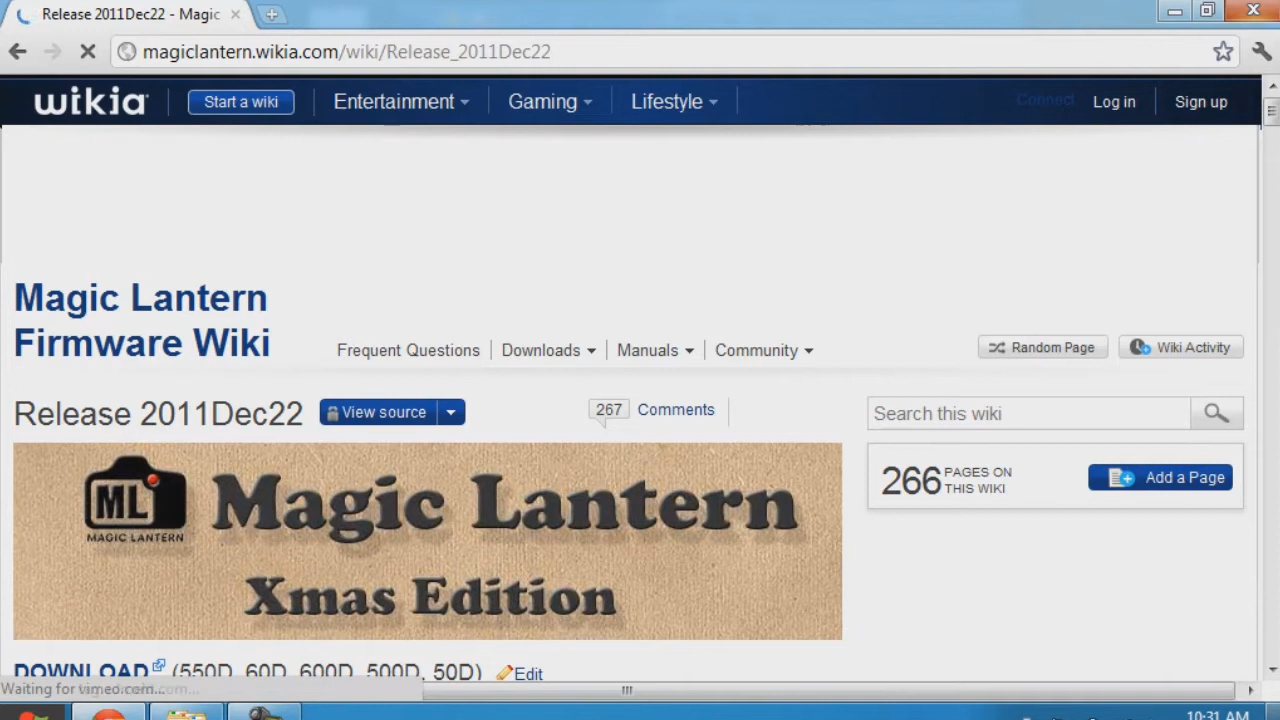 Release 2011Dec22 - Magic
magiclantern.wikia.com/wiki/Release_2011Dec22
wikia
Start a wiki
Entertainment
Gaming
Lifestyle
Connect
Log in
Sign up
Magic Lantern
Firmware Wiki
Frequent Questions
Downloads
Manuals
Community
Random Page
Wiki Activity
Release 2011Dec22
View source
267
Comments
Search this wiki
ML
MAGIC LANTERN
Magic Lantern
Xmas Edition
266
PAGES ON
THIS WIKI
Add a Page
DOWNLOAD (550D, 60D, 600D, 500D, 50D)
Edit
Waiting for
10:31 AM